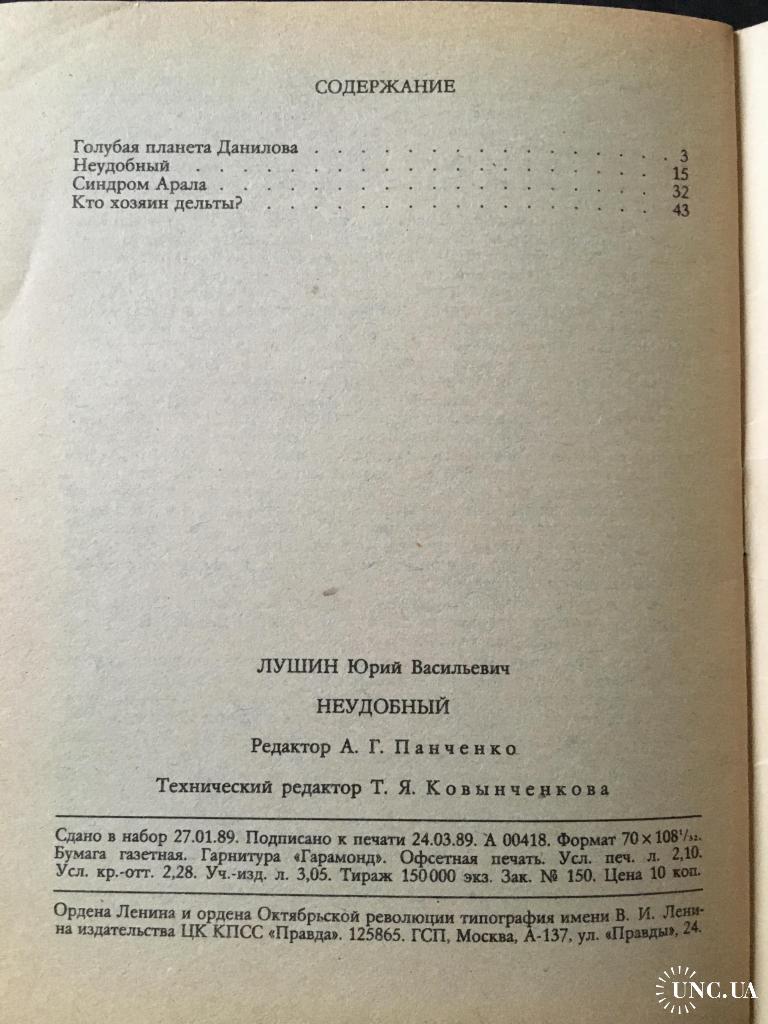 СОДЕРЖАНИЕ
Голубая планета Данилова . . . . . . . . . . . . . . . . 3
Неудобный . . . . . . . . . . . . . . . . . . . . 15
Синдром Арала . . . . . . . . . . . . . . . . . . . 32
Кто хозяин дельты? . . . . . . . . . . . . . . . . . 43
ЛУШИН Юрий Васильевич
НЕУДОБНЫЙ
Редактор А. Г. Панченко
Технический редактор Т. Я. Ковынченкова
Сдано в набор 27.01.89. Подписано к печати 24.03.89. А 00418. Формат 70×108¹/₃₂.
Бумага газетная. Гарнитура «Гарамонд». Офсетная печать. Усл. печ. л. 2,10.
Усл. кр.-отт. 2,28. Уч.-изд. л. 3,05. Тираж 150000 экз. Зак. № 150. Цена 10 коп.
Ордена Ленина и ордена Октябрьской революции типография имени В. И. Лени-
на издательства ЦК КПСС «Правда». 125865. ГСП, Москва, А-137, ул. «Правды», 24.
UNC.UA